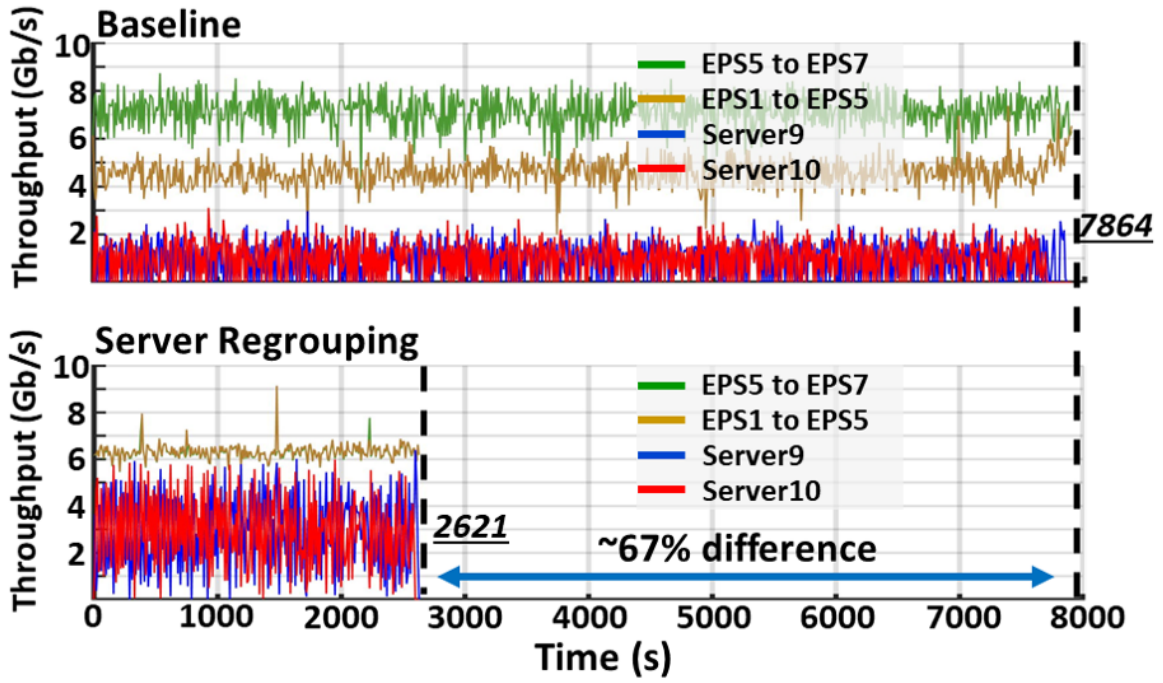 Baseline
Throughput (Gb/s)
10
8
6
4
2
EPS5 to EPS7
EPS1 to EPS5
Server9
Server10
7864
Server Regrouping
Throughput (Gb/s)
10
8
6
4
2
EPS5 to EPS7
EPS1 to EPS5
Server9
Server10
2621
~67% difference
0 1000 2000 3000 4000 5000 6000 7000 8000
Time (s)